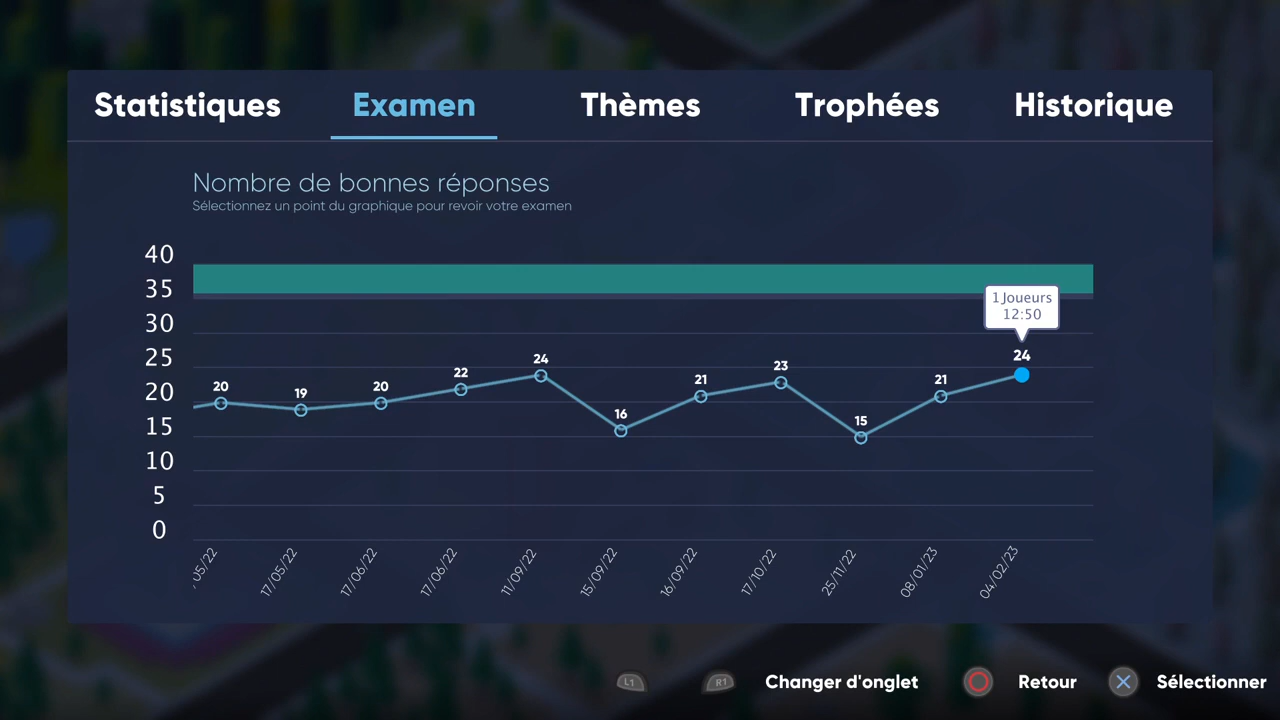 Statistiques Examen Thèmes Trophées Historique
Nombre de bonnes réponses
Sélectionnez un point du graphique pour revoir votre examen
40
35
30
25
20
15
10
5
0
1 Joueurs
12:50
20 19 20 22 24 16 21 23 15 21 24
05/22 17/05/22 17/06/22 17/06/22 11/09/22 15/09/22 16/09/22 17/10/22 25/11/22 08/01/23 04/02/23
L1 R1 Changer d'onglet Retour Sélectionner